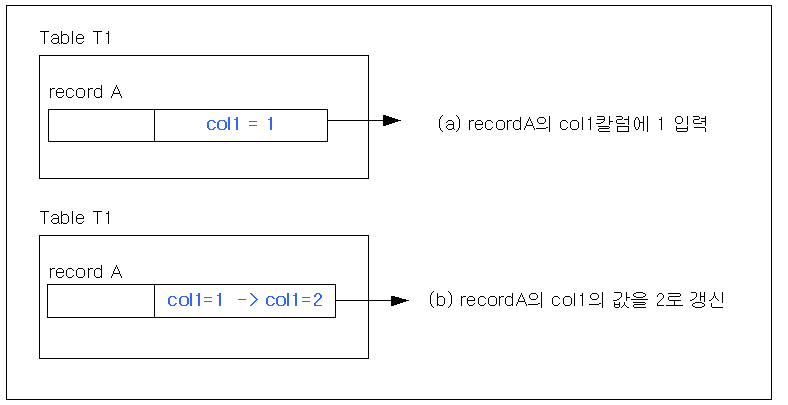 Table T1
record A
col1 = 1
(a) recordA의 col1칼럼에 1 입력
Table T1
record A
col1=1 -> col1=2
(b) recordA의 col1의 값을 2로 갱신